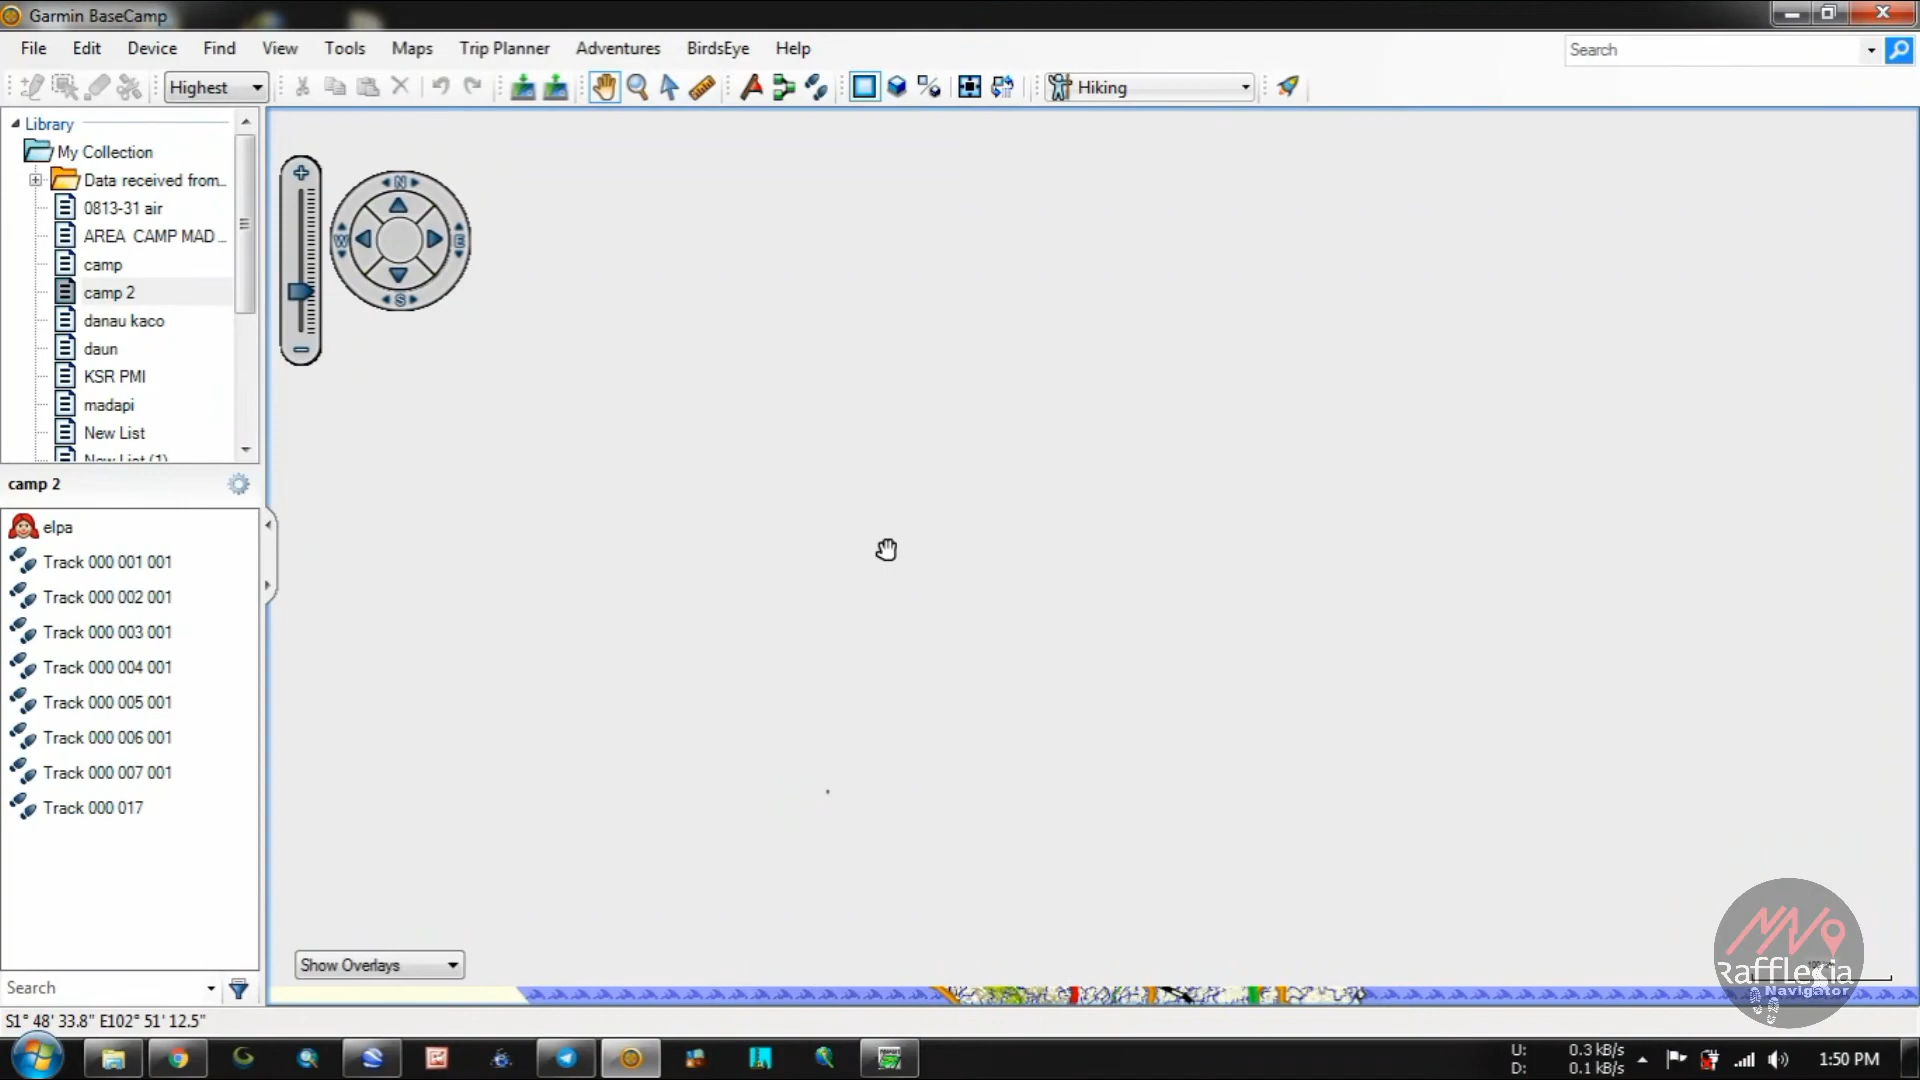 Garmin BaseCamp
File Edit Device Find View Tools Maps Trip Planner Adventures BirdsEye Help
Search
Highest
Hiking
Library
My Collection
Data received from...
0813-31 air
AREA CAMP MAD ...
camp
camp 2
danau kaco
daun
KSR PMI
madapi
New List
New List (1)
N
W
E
S
camp 2
elpa
Track 000 001 001
Track 000 002 001
Track 000 003 001
Track 000 004 001
Track 000 005 001
Track 000 006 001
Track 000 007 001
Track 000 017
Show Overlays
Search
Rafflesia
Navigator
S1° 48' 33.8" E102° 51' 12.5"
U: 0.3 kB/s
D: 0.1 kB/s
1:50 PM